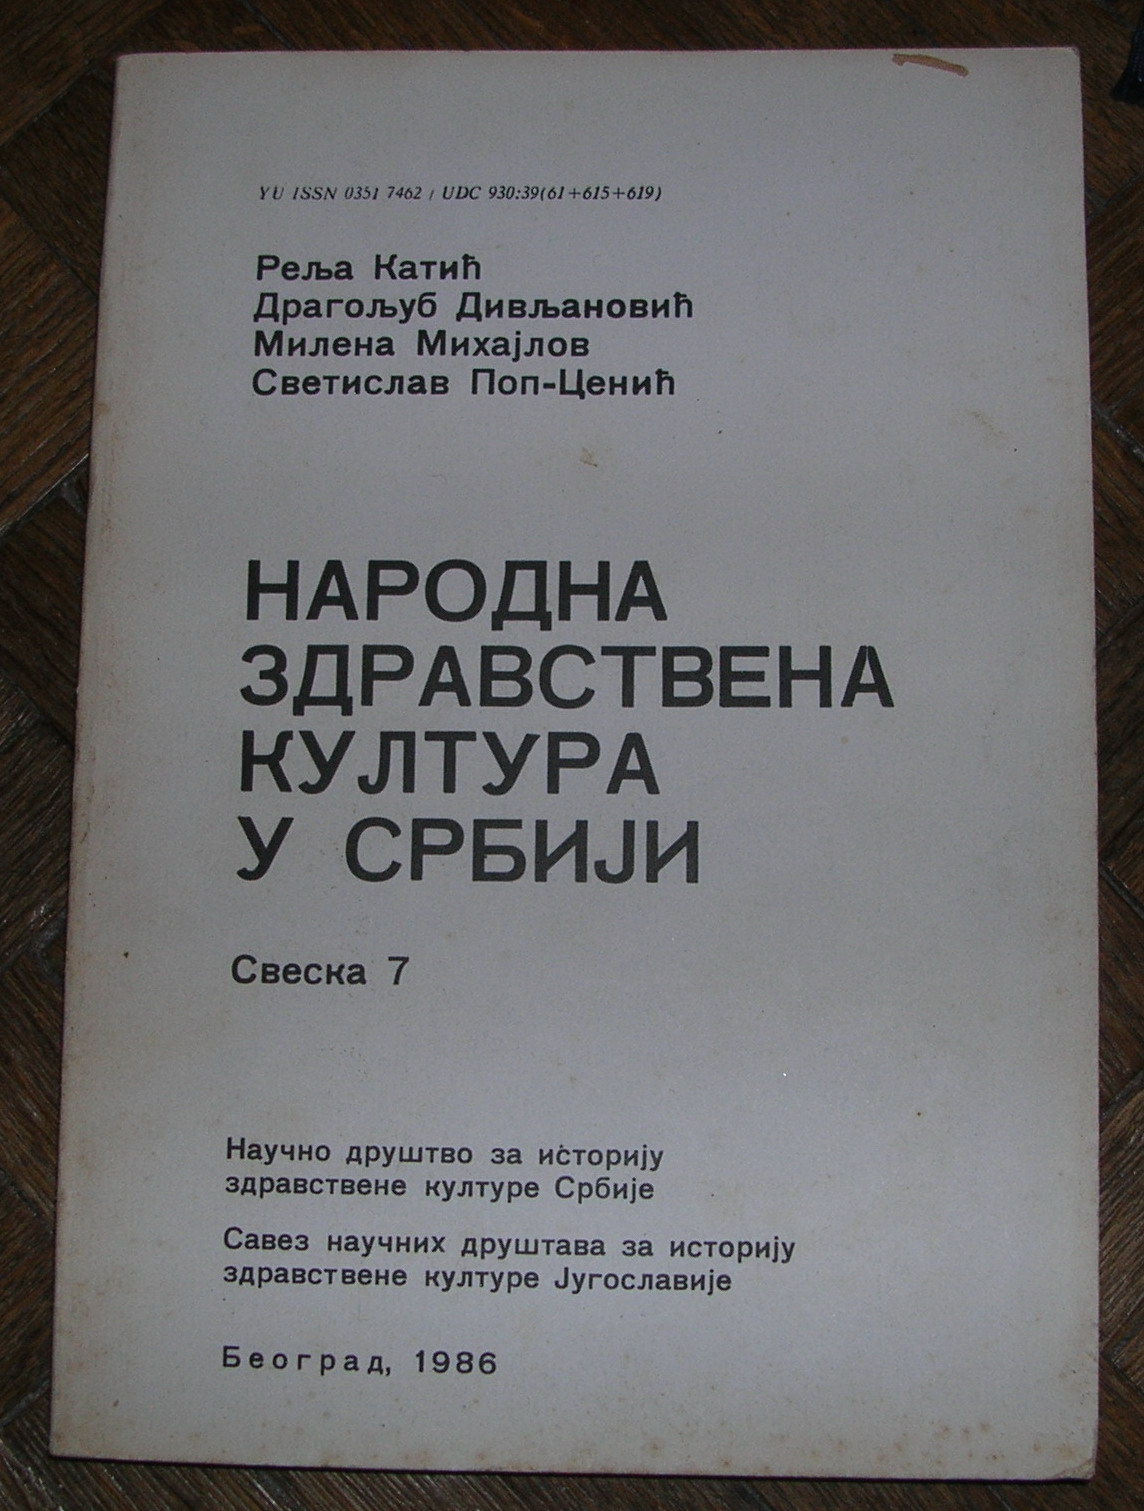 YU ISSN 0351 7462 / UDC 930:39(61+615+619)
Реља Катић
Драгољуб Дивљановић
Милена Михајлов
Светислав Поп-Ценић
НАРОДНА
ЗДРАВСТВЕНА
КУЛТУРА
У СРБИЈИ
Свеска 7
Научно друштво за историју
здравствене културе Србије
Савез научних друштава за историју
здравствене културе Југославије
Београд, 1986